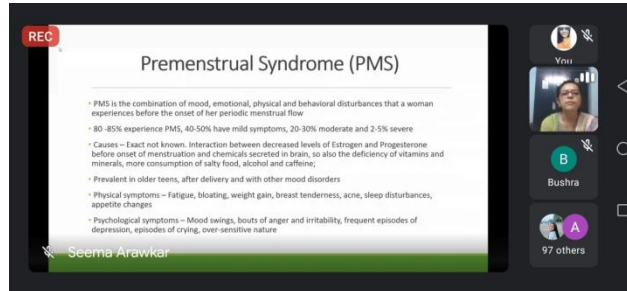 REC
Premenstrual Syndrome (PMS)
• PMS is the combination of mood, emotional, physical and behavioral disturbances that a woman
experiences before the onset of her periodic menstrual flow
• 80 -85% experience PMS, 40-50% have mild symptoms, 20-30% moderate and 2-5% severe
• Causes – Exact not known. Interaction between decreased levels of Estrogen and Progesterone
before onset of menstruation and chemicals secreted in brain, so also the deficiency of vitamins and
minerals, more consumption of salty food, alcohol and caffeine;
• Prevalent in older teens, after delivery and with other mood disorders
• Physical symptoms – Fatigue, bloating, weight gain, breast tenderness, acne, sleep disturbances,
appetite changes
• Psychological symptoms – Mood swings, bouts of anger and irritability, frequent episodes of
depression, episodes of crying, over-sensitive nature
Seema Arawkar
You
B
Bushra
A
97 others